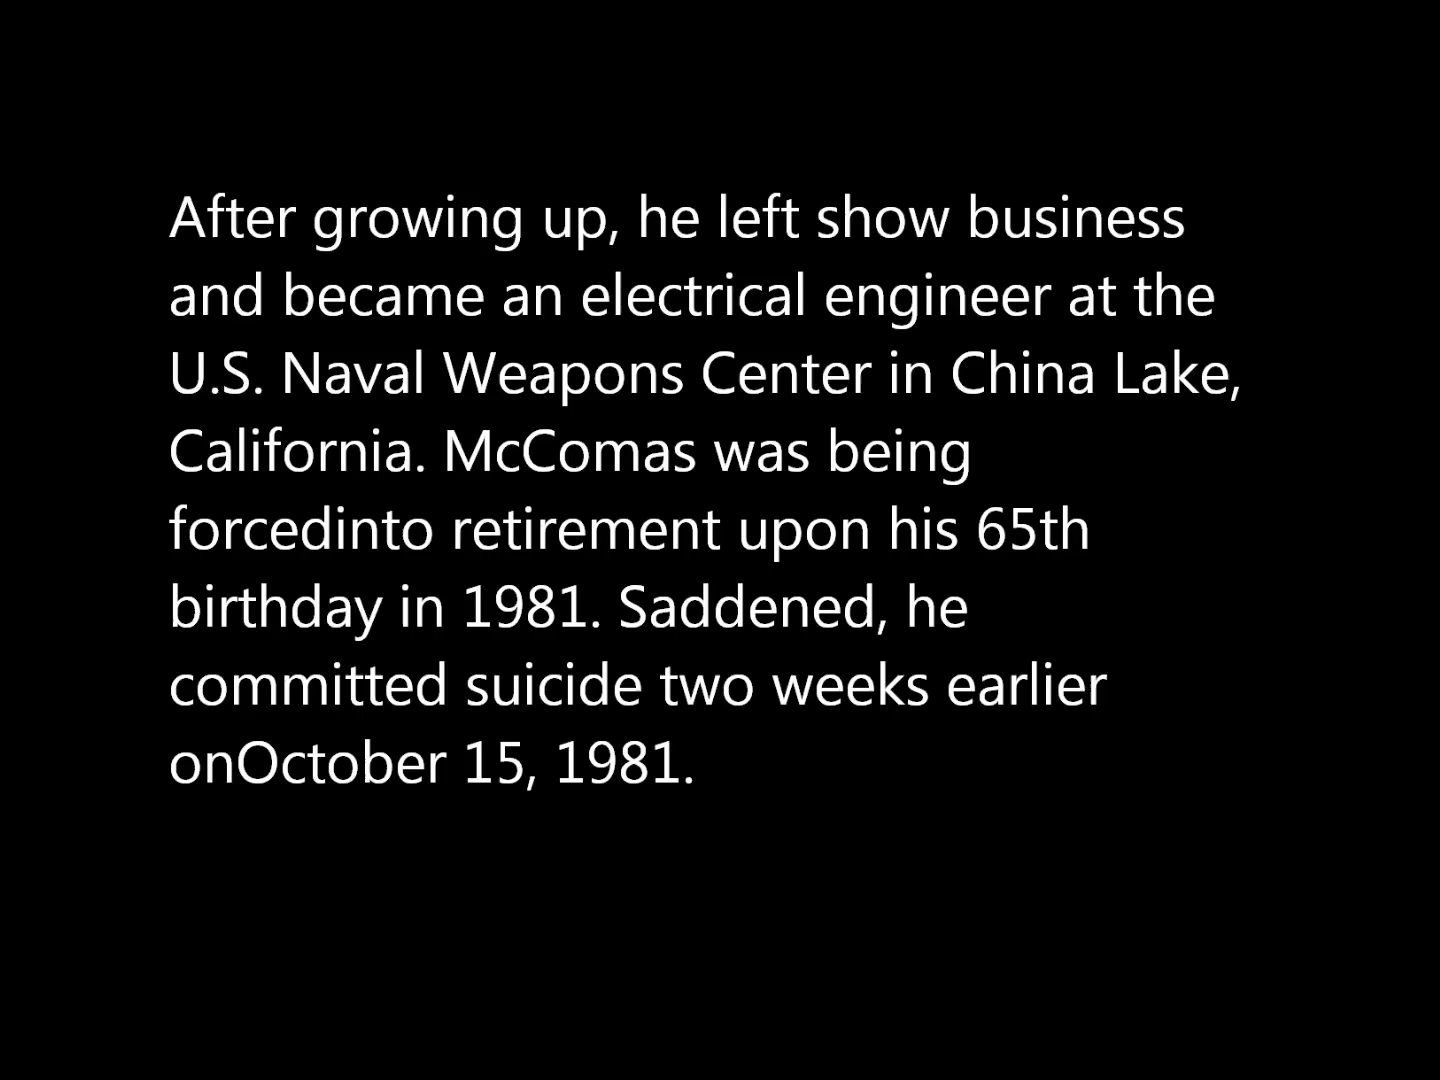 After growing up, he left show business
and became an electrical engineer at the
U.S. Naval Weapons Center in China Lake,
California. McComas was being
forcedinto retirement upon his 65th
birthday in 1981. Saddened, he
committed suicide two weeks earlier
onOctober 15, 1981.